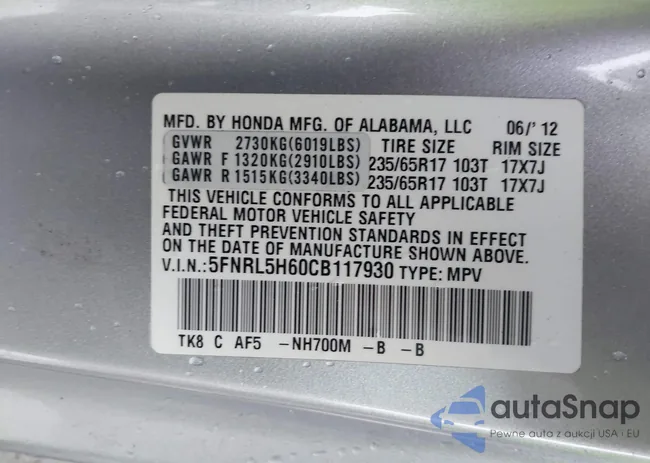 MFD. BY HONDA MFG. OF ALABAMA, LLC 06/' 12
GVWR 2730KG(6019LBS) TIRE SIZE RIM SIZE
GAWR F 1320KG(2910LBS) 235/65R17 103T 17X7J
GAWR R 1515KG(3340LBS) 235/65R17 103T 17X7J
THIS VEHICLE CONFORMS TO ALL APPLICABLE
FEDERAL MOTOR VEHICLE SAFETY
AND THEFT PREVENTION STANDARDS IN EFFECT
ON THE DATE OF MANUFACTURE SHOWN ABOVE.
V.I.N.:5FNRL5H60CB117930 TYPE: MPV
TK8 C AF5 -NH700M -B -B
autoSnap
Pewne auto z aukcji USA i EU